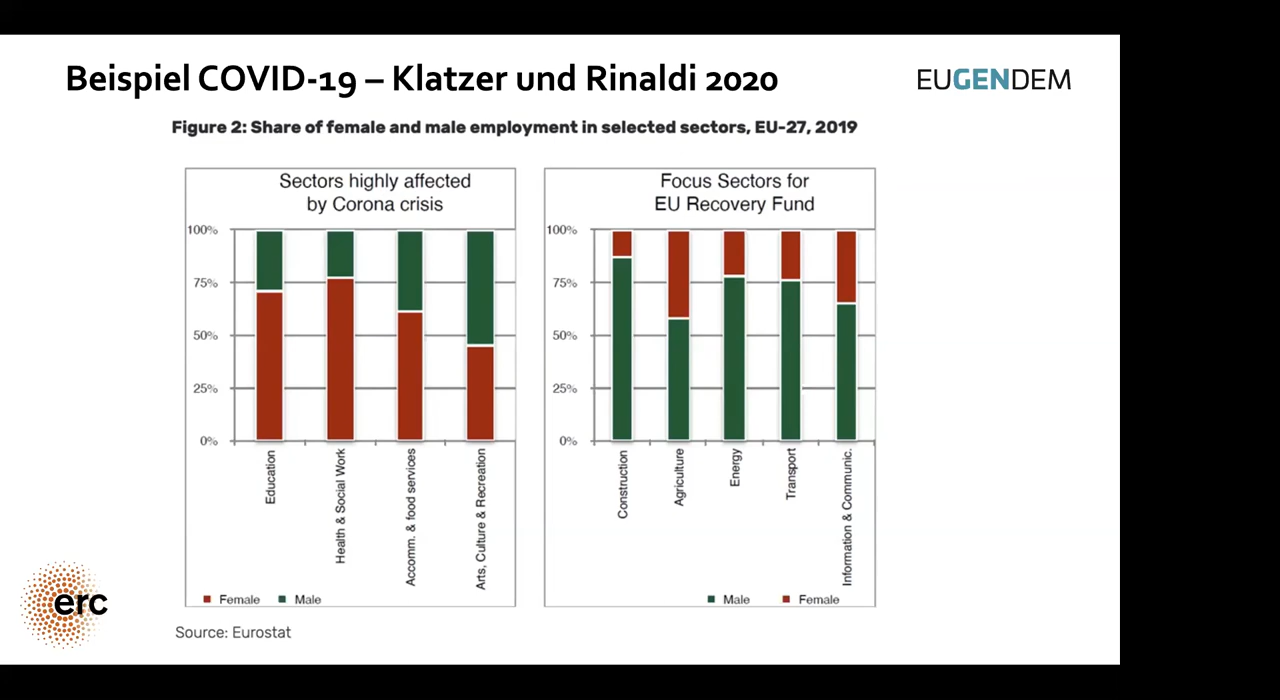 Beispiel COVID-19 – Klatzer und Rinaldi 2020
EUGENDEM
Figure 2: Share of female and male employment in selected sectors, EU-27, 2019
Sectors highly affected
by Corona crisis
100%
75%
50%
25%
0%
Education
Health & Social Work
Accomm. & food services
Arts, Culture & Recreation
Female
Male
Focus Sectors for
EU Recovery Fund
100%
75%
50%
25%
0%
Construction
Agriculture
Energy
Transport
Information & Communic.
Male
Female
erc
Source: Eurostat